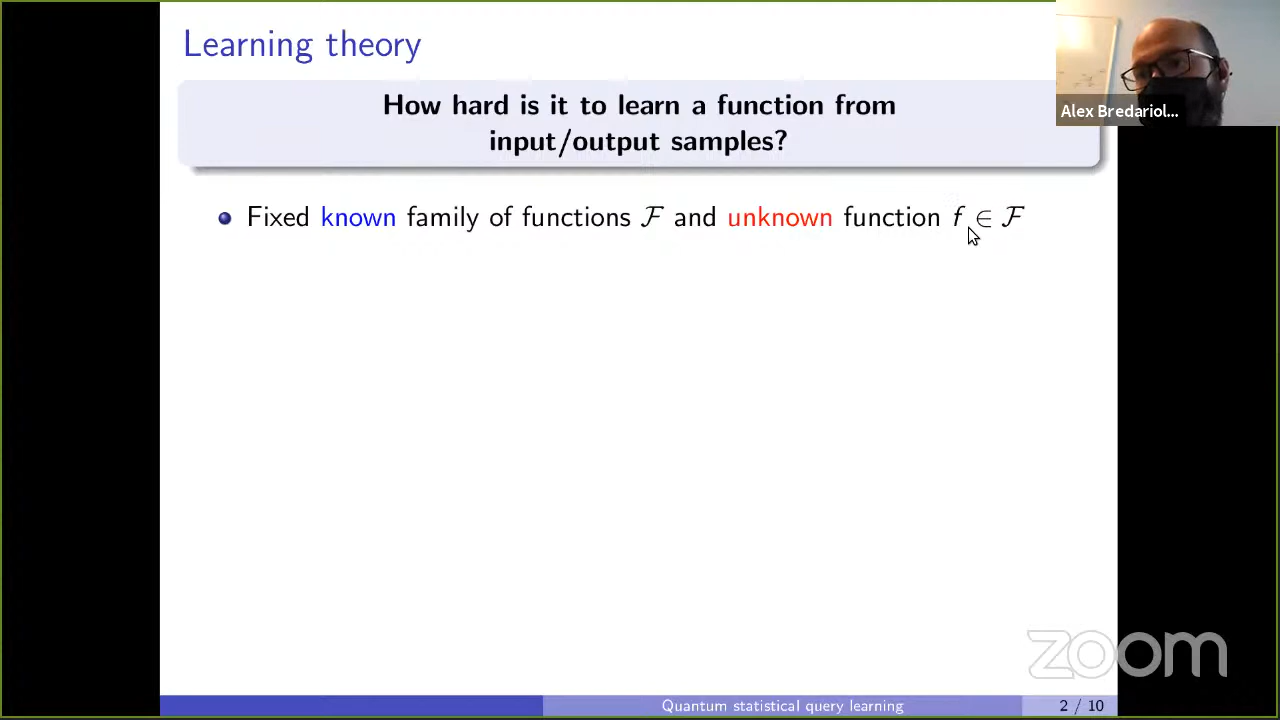 Learning theory
How hard is it to learn a function from
input/output samples?
Fixed known family of functions ℱ and unknown function f ∈ ℱ
Alex Bredariol...
zoom
Quantum statistical query learning
2 / 10